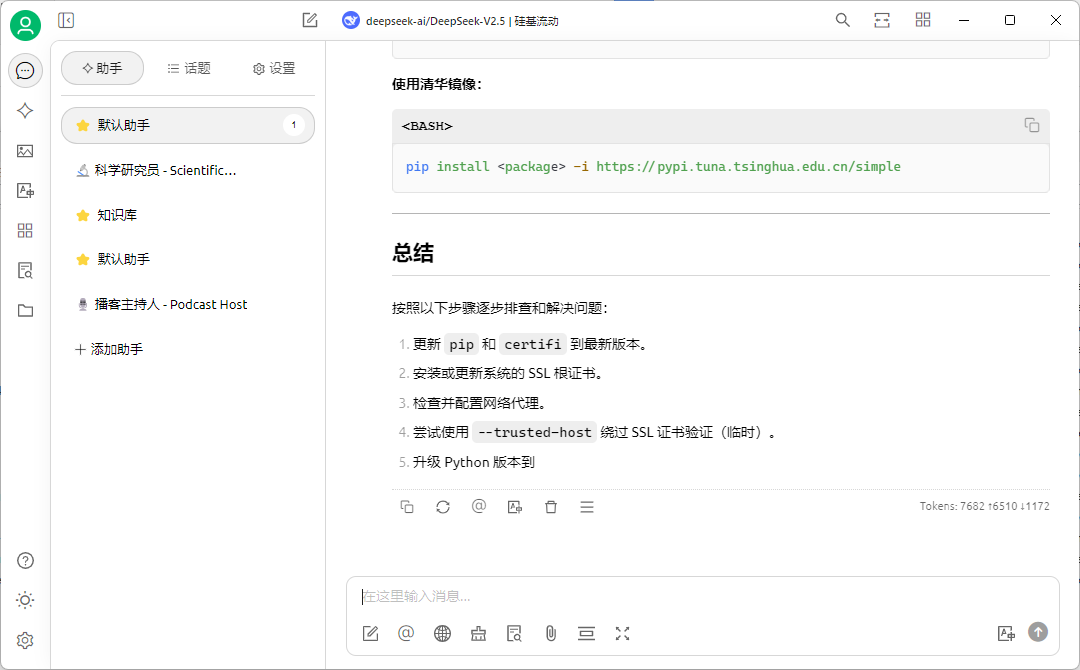 deepseek-ai/DeepSeek-V2.5 | 硅基流动
助手
话题
设置
默认助手
1
科学研究员 - Scientific...
知识库
默认助手
播客主持人 - Podcast Host
添加助手
使用清华镜像：
<BASH>
pip install <package> -i https://pypi.tuna.tsinghua.edu.cn/simple
总结
按照以下步骤逐步排查和解决问题：
1. 更新 pip 和 certifi 到最新版本。
2. 安装或更新系统的 SSL 根证书。
3. 检查并配置网络代理。
4. 尝试使用 --trusted-host 绕过 SSL 证书验证（临时）。
5. 升级 Python 版本到
Tokens: 7682 ↑6510 ↓1172
在这里输入消息...